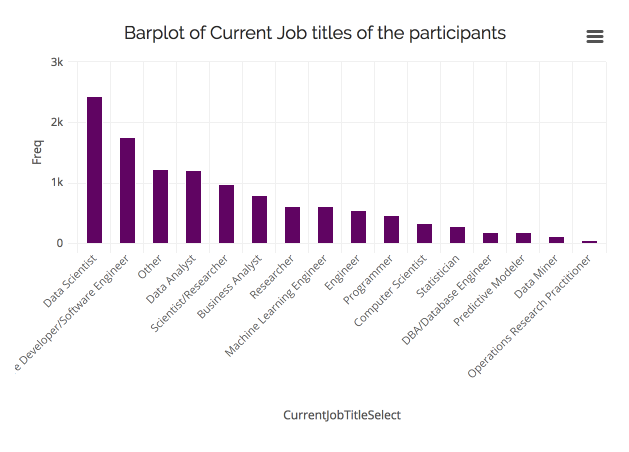 Barplot of Current Job titles of the participants
3k
2k
1k
0
Freq
Data Scientist
e Developer/Software Engineer
Other
Data Analyst
Scientist/Researcher
Business Analyst
Researcher
Machine Learning Engineer
Engineer
Programmer
Computer Scientist
Statistician
DBA/Database Engineer
Predictive Modeler
Data Miner
Operations Research Practitioner
CurrentJobTitleSelect